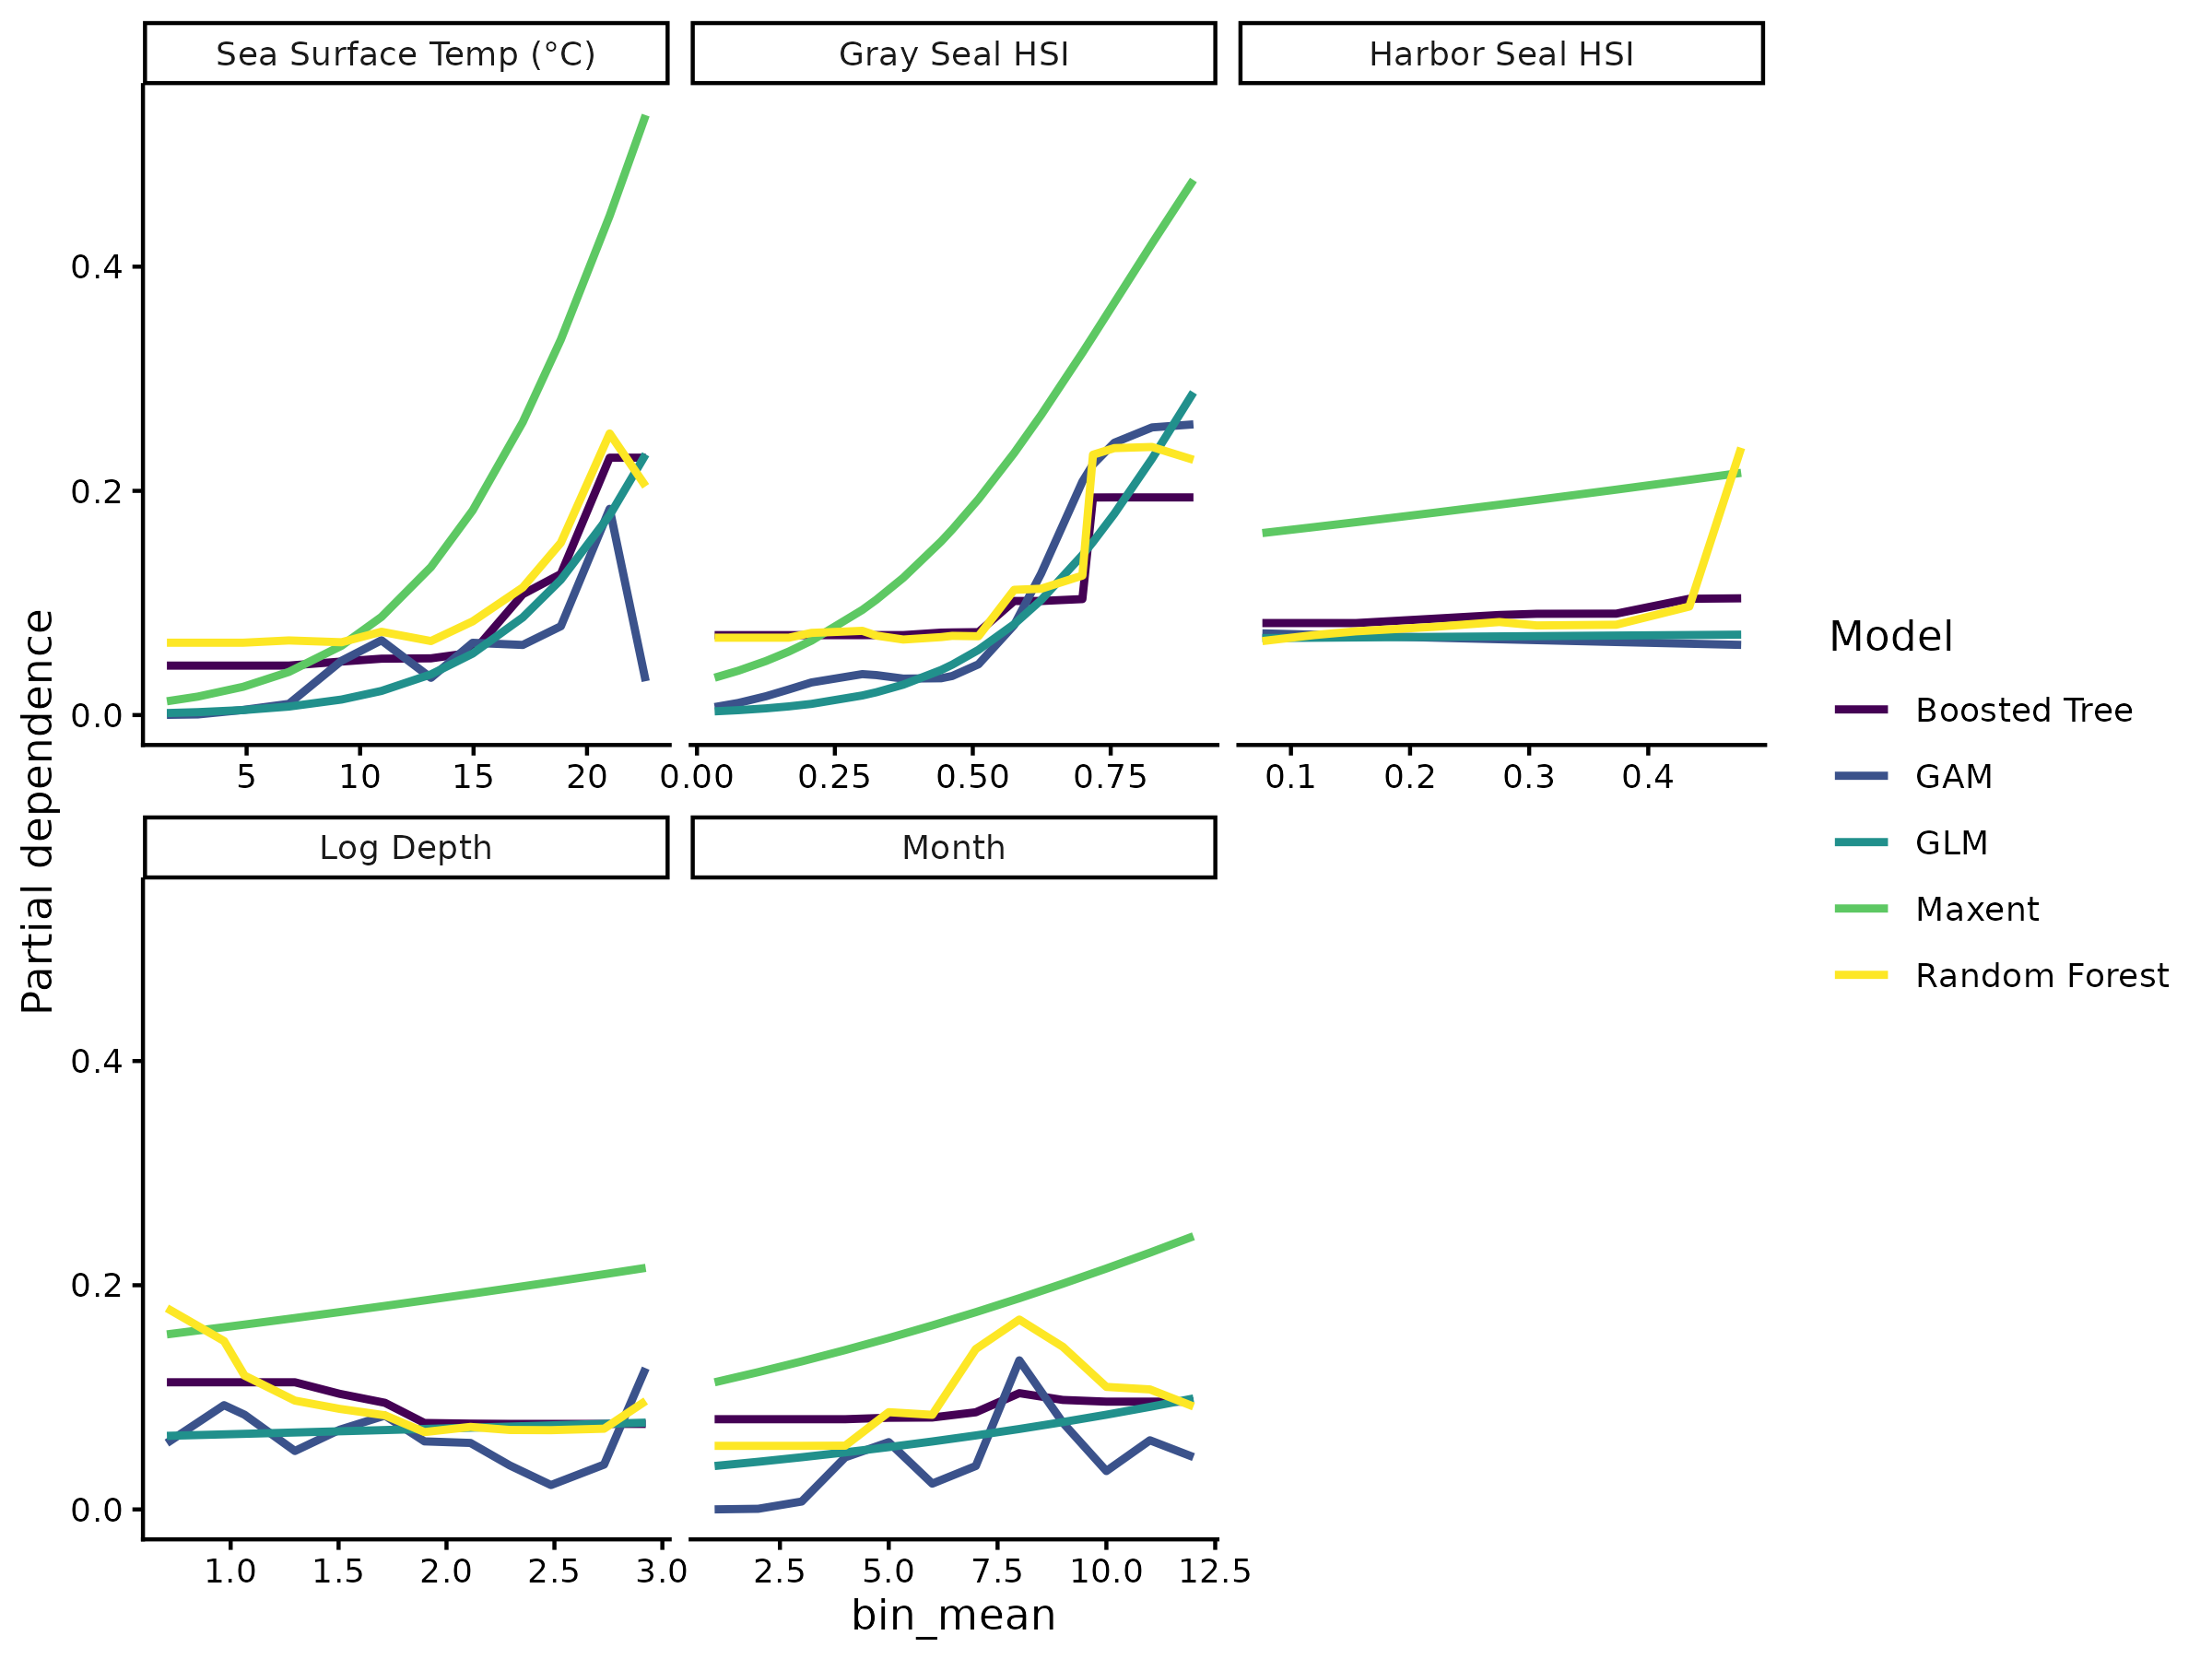 Sea Surface Temp (°C)
Gray Seal HSI
Harbor Seal HSI
0.4
0.2
0.0
5 10 15 20
0.00 0.25 0.50 0.75
0.1 0.2 0.3 0.4
Log Depth
Month
0.4
0.2
0.0
1.0 1.5 2.0 2.5 3.0
2.5 5.0 7.5 10.0 12.5
bin_mean
Partial dependence
Model
Boosted Tree
GAM
GLM
Maxent
Random Forest